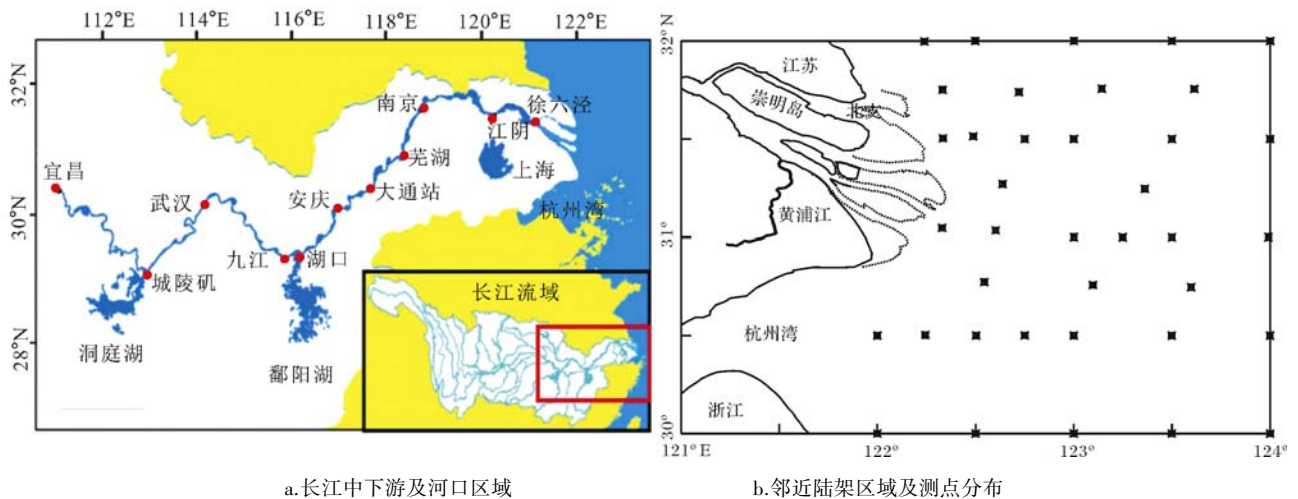 112°E 114°E 116°E 118°E 120°E 122°E
32°N
30°N
28°N
宜昌
武汉
城陵矶
洞庭湖
九江
湖口
鄱阳湖
安庆
大通站
芜湖
南京
江阴
徐六泾
上海
杭州湾
长江流域
a.长江中下游及河口区域
32°N
31°
30°
121°E 122° 123° 124°
江苏
崇明岛
北支
黄浦江
杭州湾
浙江
b.邻近陆架区域及测点分布